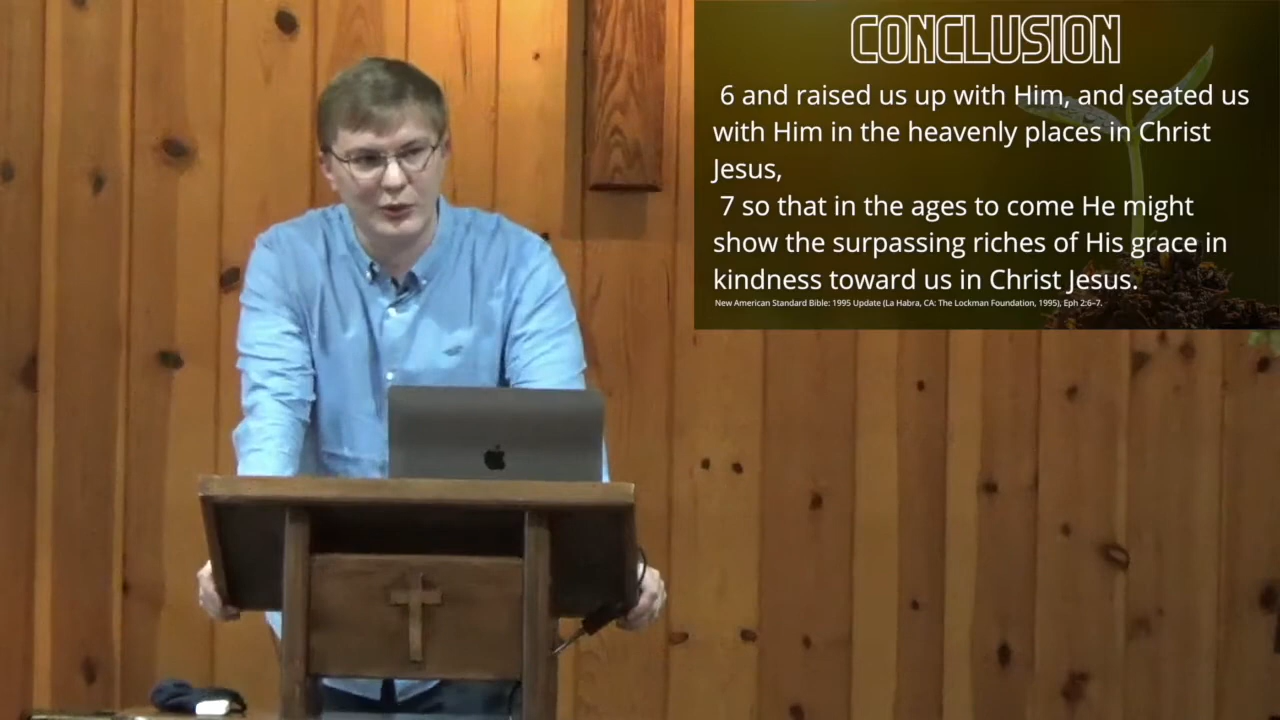 CONCLUSION
6 and raised us up with Him, and seated us
with Him in the heavenly places in Christ
Jesus,
7 so that in the ages to come He might
show the surpassing riches of His grace in
kindness toward us in Christ Jesus.
New American Standard Bible: 1995 Update (La Habra, CA: The Lockman Foundation, 1995), Eph 2:6–7.